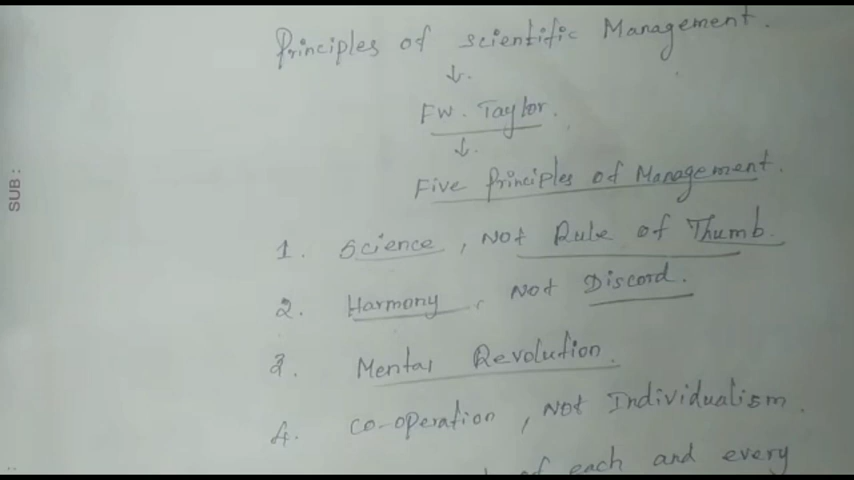 SUB:
Principles of scientific Management.
↓
FW. Taylor.
↓
Five principles of Management.
1. Science, Not Rule of Thumb.
2. Harmony, Not Discord.
3. Mental Revolution.
4. Co-operation, Not Individualism.
of each and every